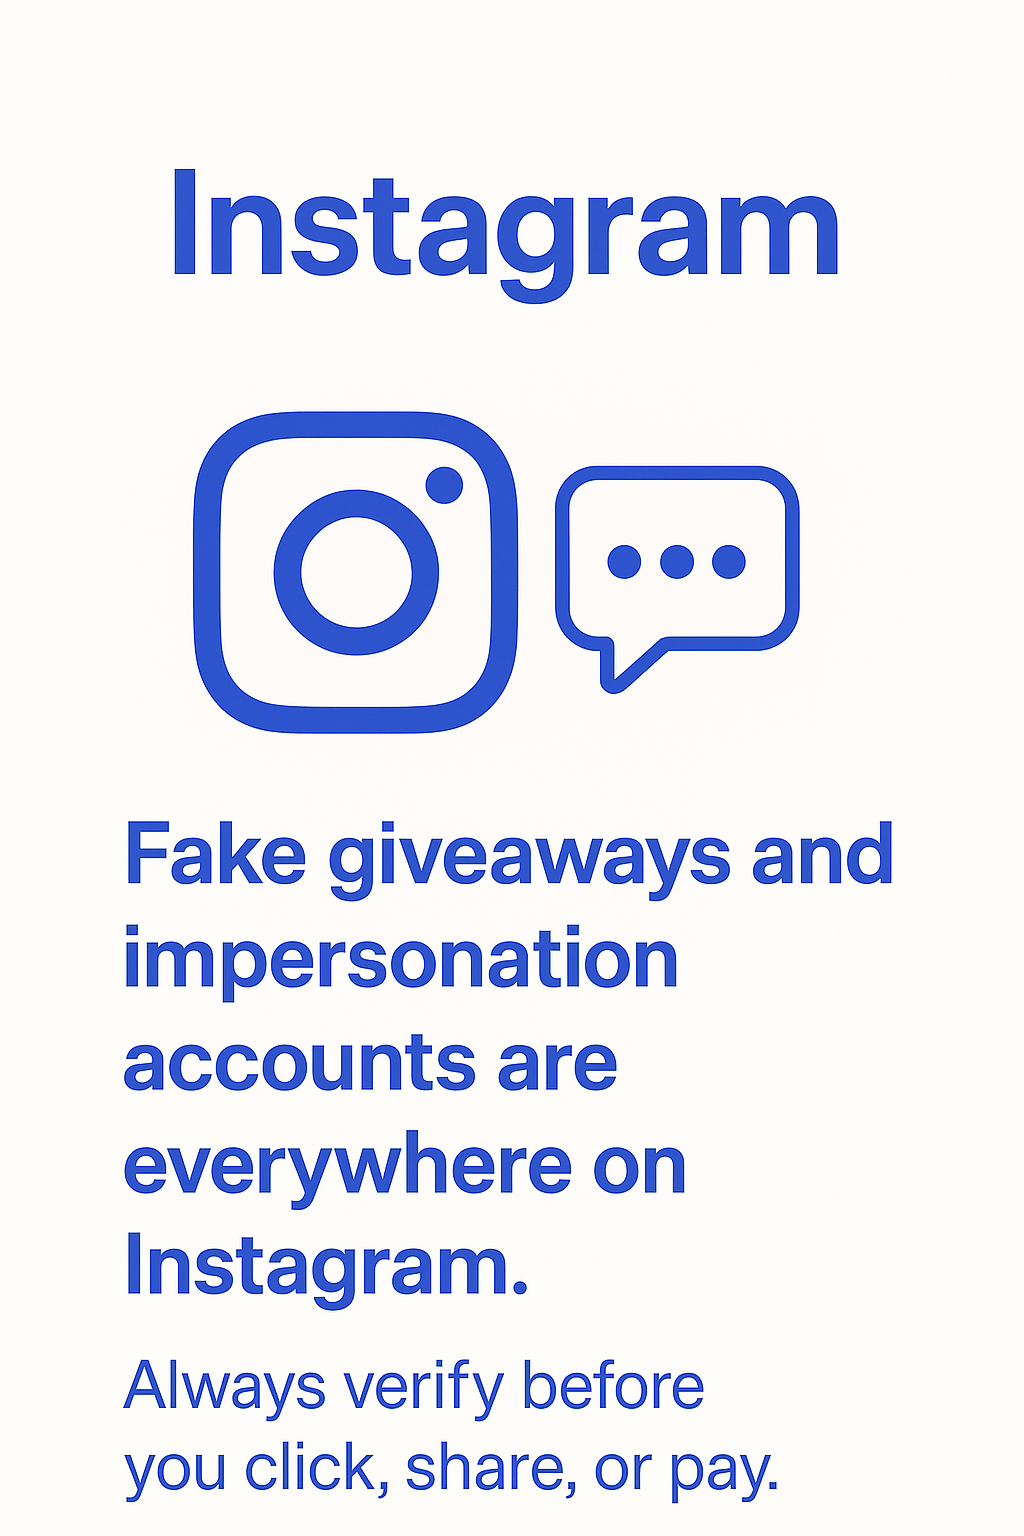 Instagram
Fake giveaways and
impersonation
accounts are
everywhere on
Instagram.
Always verify before
you click, share, or pay.